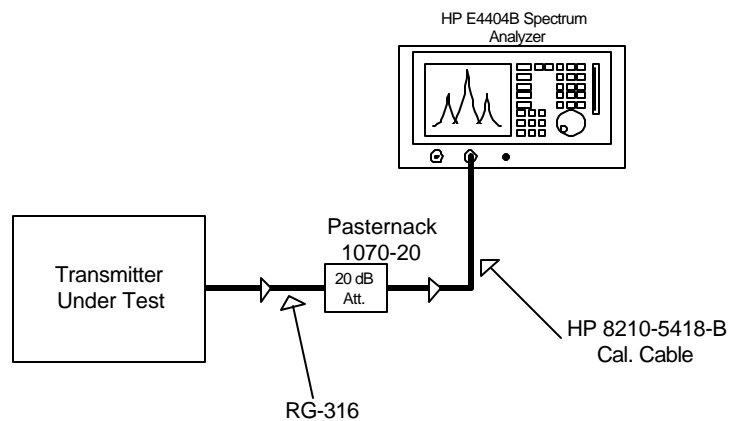 HP E4404B Spectrum
Analyzer
Pasternack
1070-20
Transmitter
Under Test
20 dB
Att.
HP 8210-5418-B
Cal. Cable
RG-316